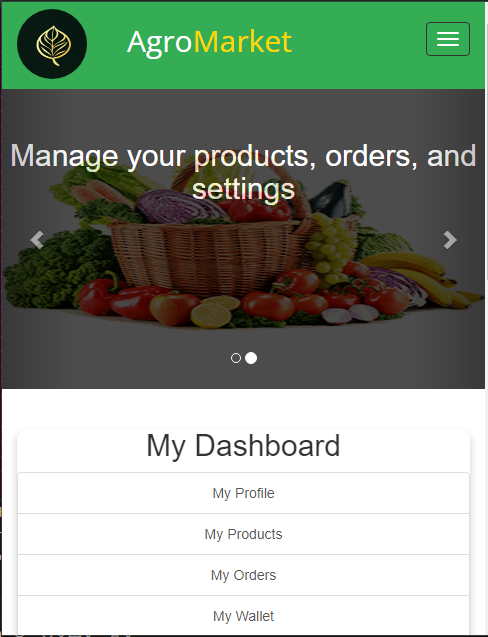 AgroMarket
Manage your products, orders, and
settings
My Dashboard
My Profile
My Products
My Orders
My Wallet